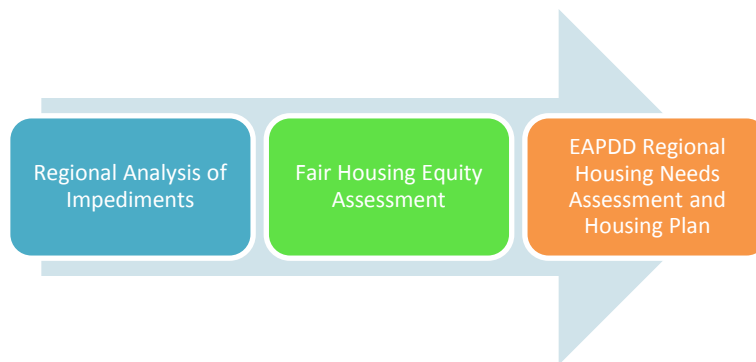 Regional Analysis of
Impediments
Fair Housing Equity
Assessment
EAPDD Regional
Housing Needs
Assessment and
Housing Plan